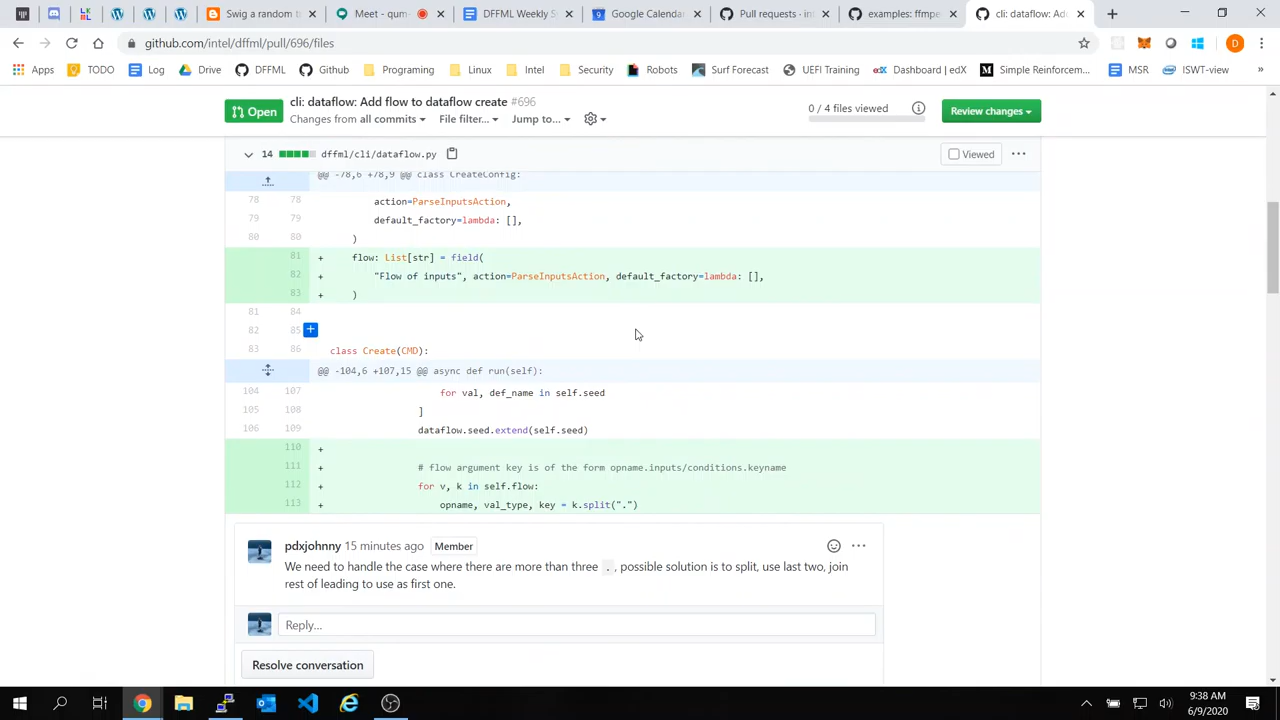 Swig a random t
Meet - qum-
DFFML Weekly S
Google Calendar
Pull requests · in
examples: ffmpe
cli: dataflow: Add
github.com/intel/dffml/pull/696/files
D
Apps TODO Log Drive DFFML Github Programing Linux Intel Security Robots Surf Forecast UEFI Training Dashboard | edX Simple Reinforcem... MSR ISWT-view »
Open
cli: dataflow: Add flow to dataflow create #696
Changes from all commits File filter... Jump to...
0 / 4 files viewed
Review changes
14 dffml/cli/dataflow.py
Viewed
@@ -78,6 +78,9 @@ class CreateConfig:
78 78 action=ParseInputsAction,
79 79 default_factory=lambda: [],
80 80 )
81 + flow: List[str] = field(
82 + "Flow of inputs", action=ParseInputsAction, default_factory=lambda: [],
83 + )
81 84
82 85
83 86 class Create(CMD):
@@ -104,6 +107,15 @@ async def run(self):
104 107 for val, def_name in self.seed
105 108 ]
106 109 dataflow.seed.extend(self.seed)
110 +
111 + # flow argument key is of the form opname.inputs/conditions.keyname
112 + for v, k in self.flow:
113 + opname, val_type, key = k.split(".")
pdxjohnny 15 minutes ago Member
We need to handle the case where there are more than three ., possible solution is to split, use last two, join
rest of leading to use as first one.
Reply...
Resolve conversation
9:38 AM
6/9/2020